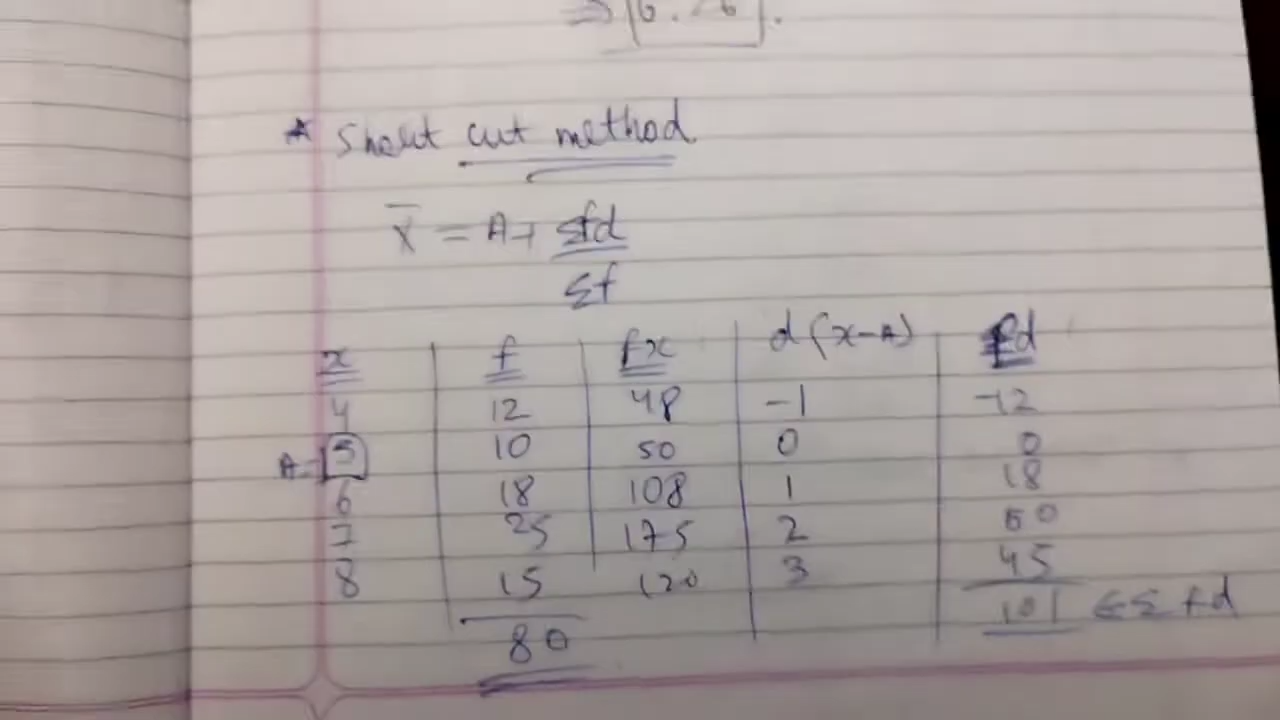 * Short cut method
X̄ = A + Σfd
Σf
x f fx d (x-A) fd
4 12 48 -1 -12
A = 5 10 50 0 0
6 18 108 1 18
7 25 175 2 50
8 15 120 3 45
80 101 ← Σfd